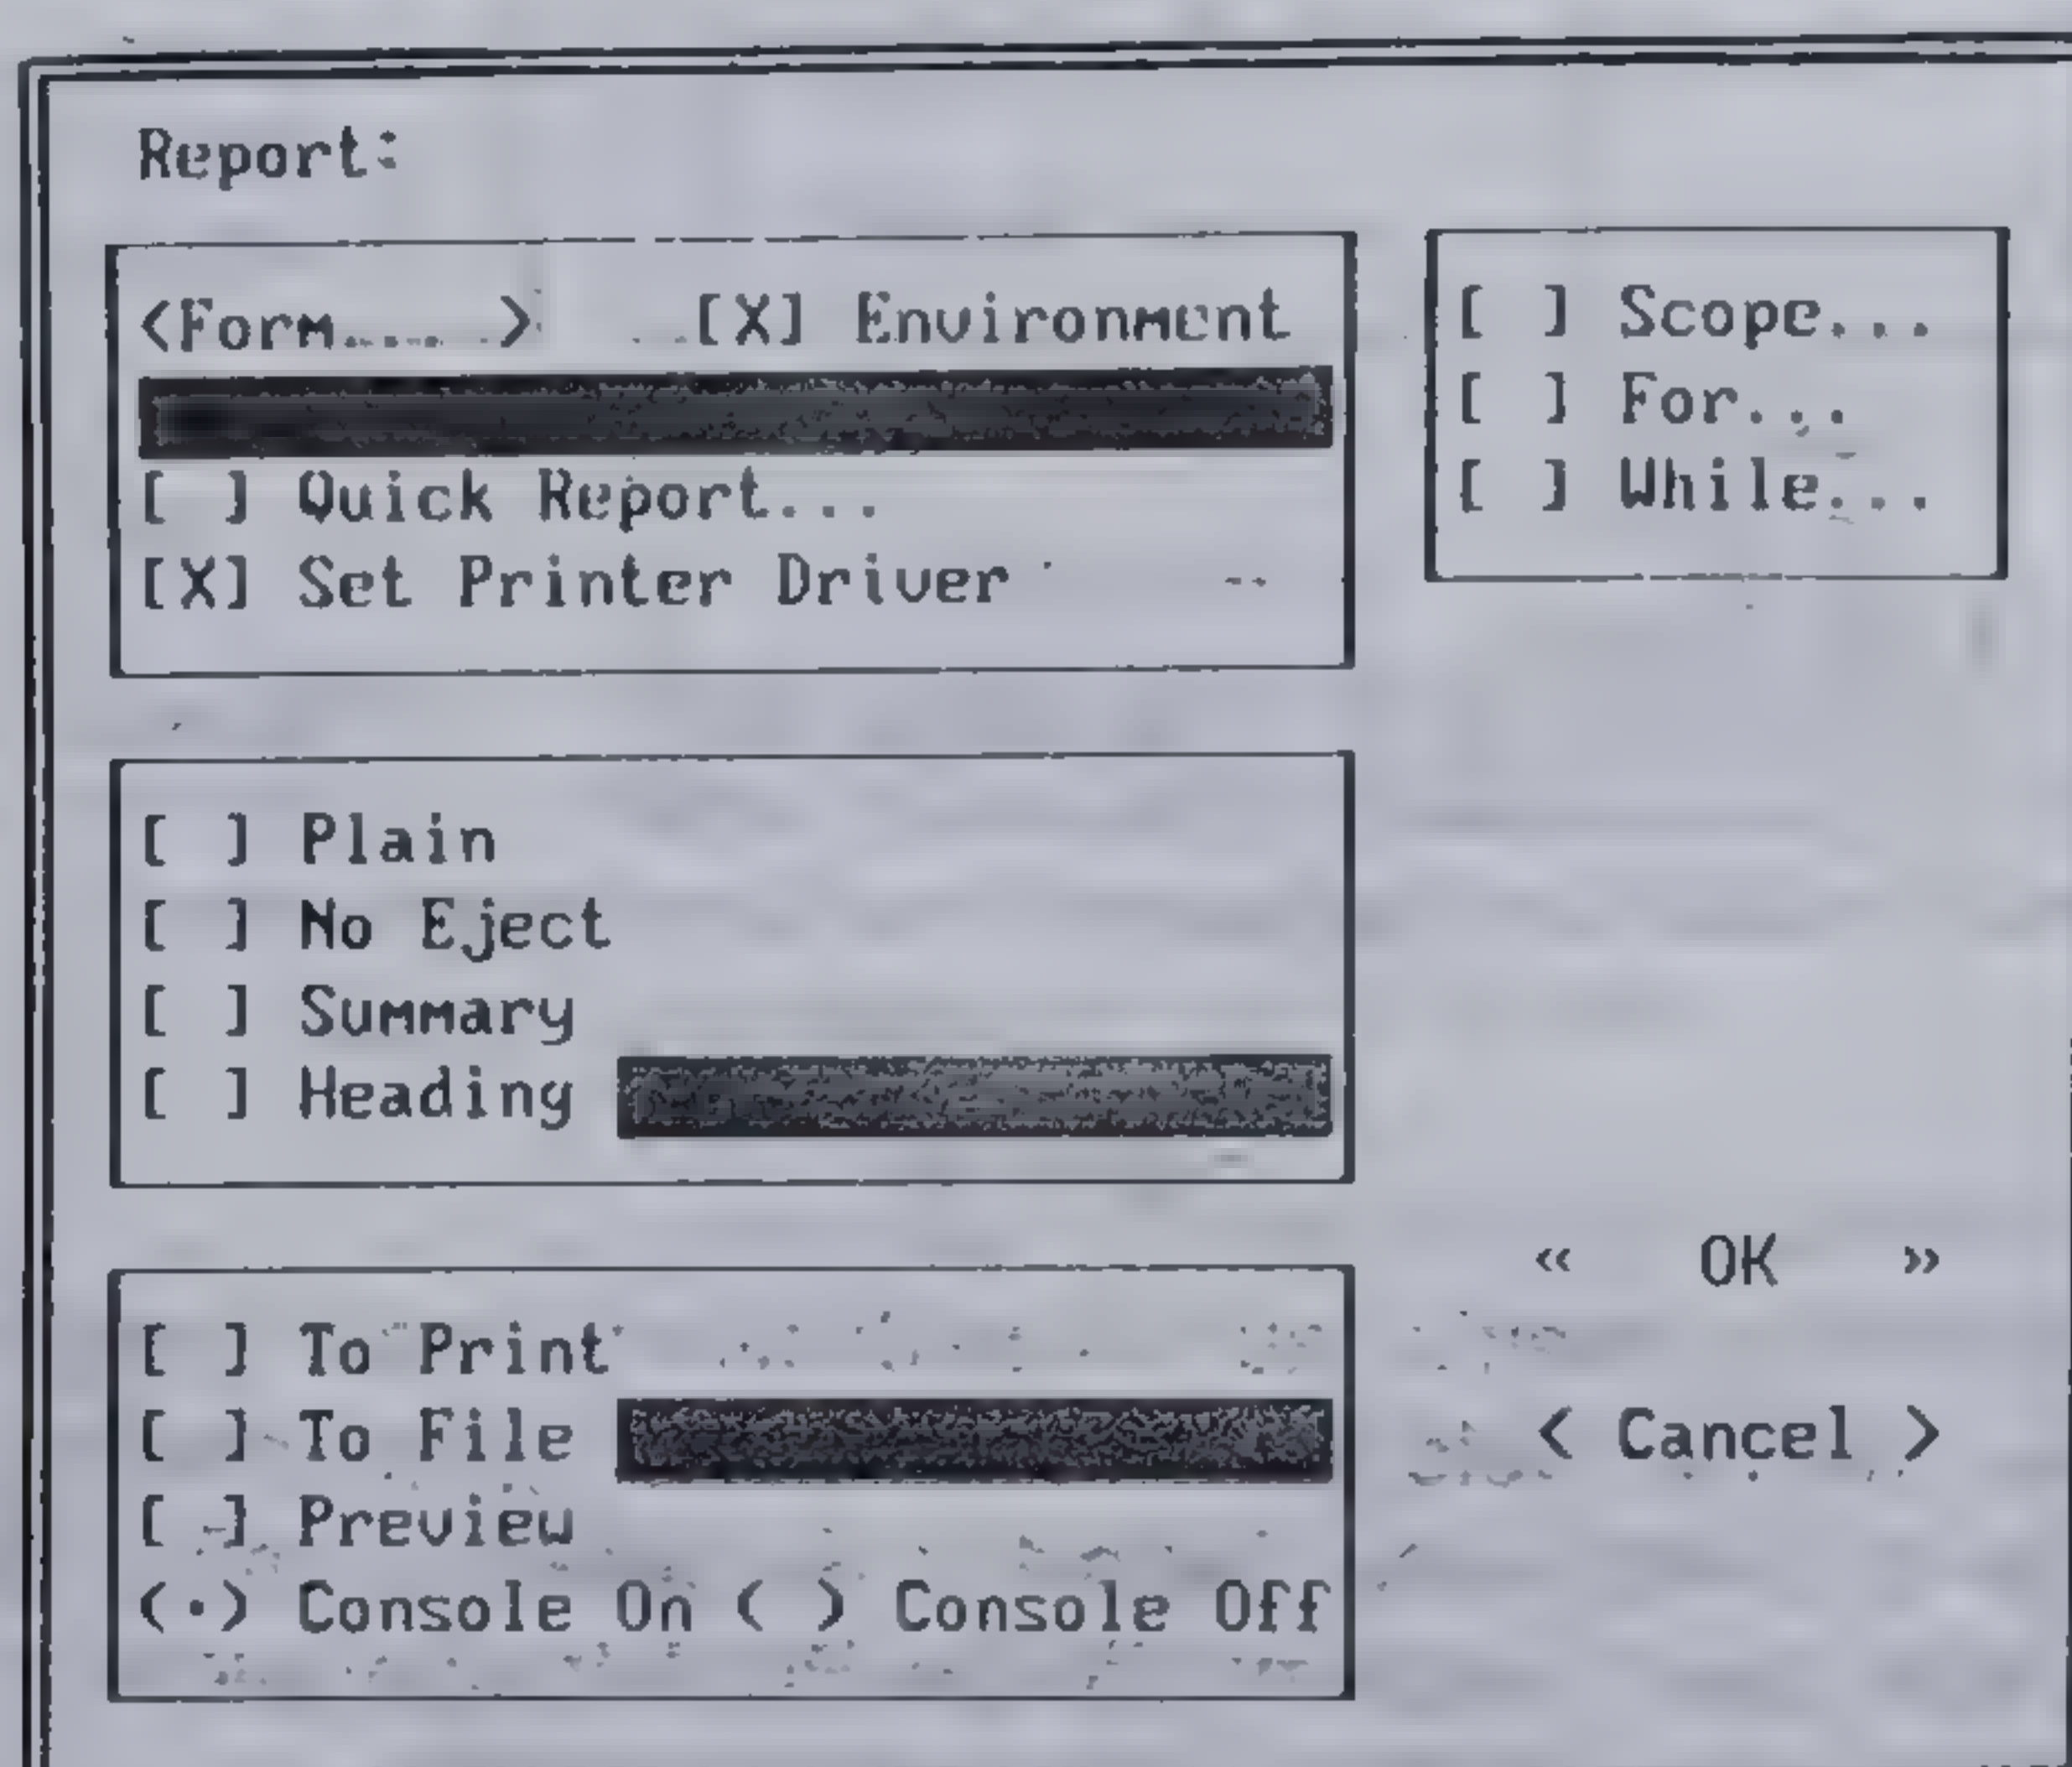 Report:
<Form...  > [X] Environment
[ ] Quick Report...
[X] Set Printer Driver
[ ] Scope...
[ ] For...
[ ] While...
[ ] Plain
[ ] No Eject
[ ] Summary
[ ] Heading
[ ] To Print
[ ] To File
[ ] Preview
(·) Console On ( ) Console Off
« OK »
< Cancel >